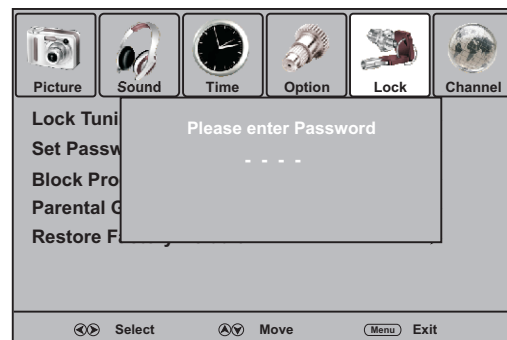 Picture Sound Time Option Lock Channel
Lock Tuni
Please enter Password
Set Passw
- - - -
Block Pro
Parental G
Restore F
Select Move Menu Exit